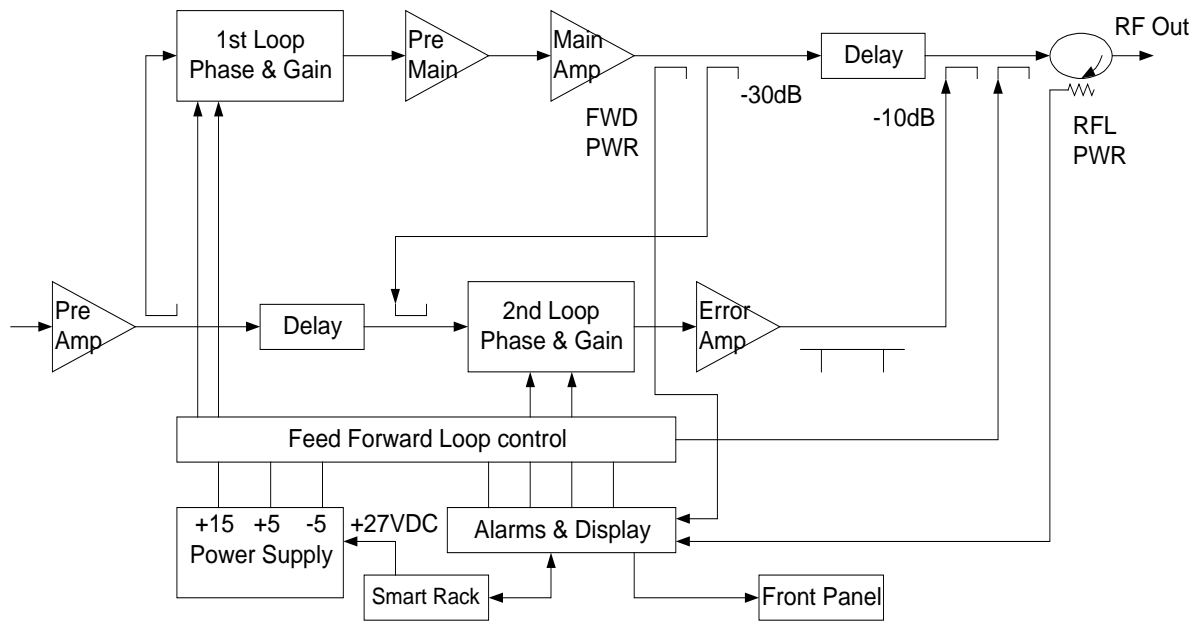 RF Out
1st Loop
Phase & Gain
Pre
Main
Main
Amp
Delay
-30dB
-10dB
FWD
PWR
RFL
PWR
Pre
Amp
Delay
2nd Loop
Phase & Gain
Error
Amp
Feed Forward Loop control
+15 +5 -5 +27VDC
Power Supply
Alarms & Display
Smart Rack
Front Panel